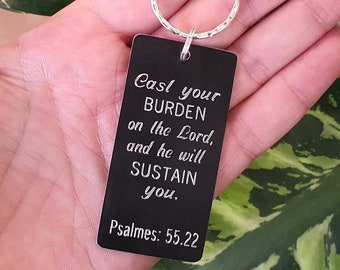 Cast your
BURDEN
on the Lord,
and he will
SUSTAIN
you.
Psalmes: 55.22